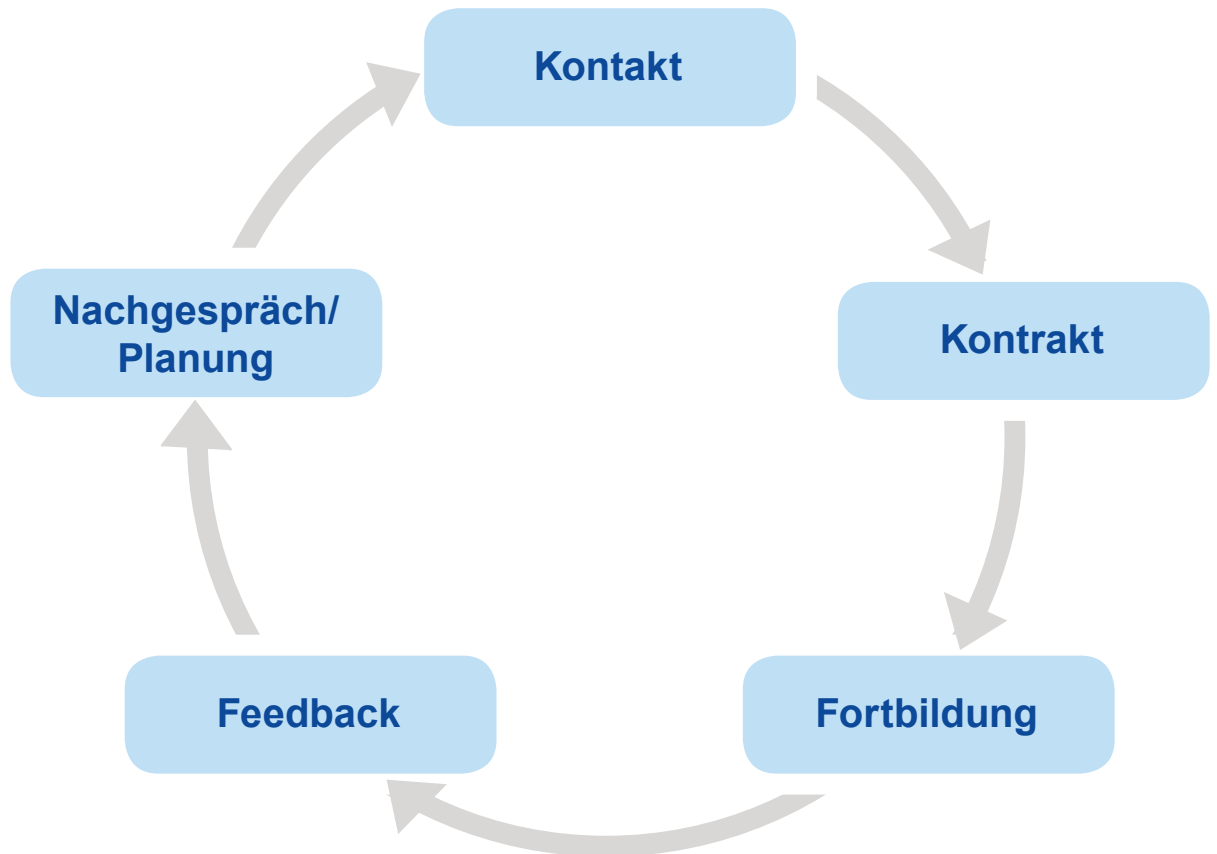 Kontakt
Kontrakt
Fortbildung
Feedback
Nachgespräch/
Planung